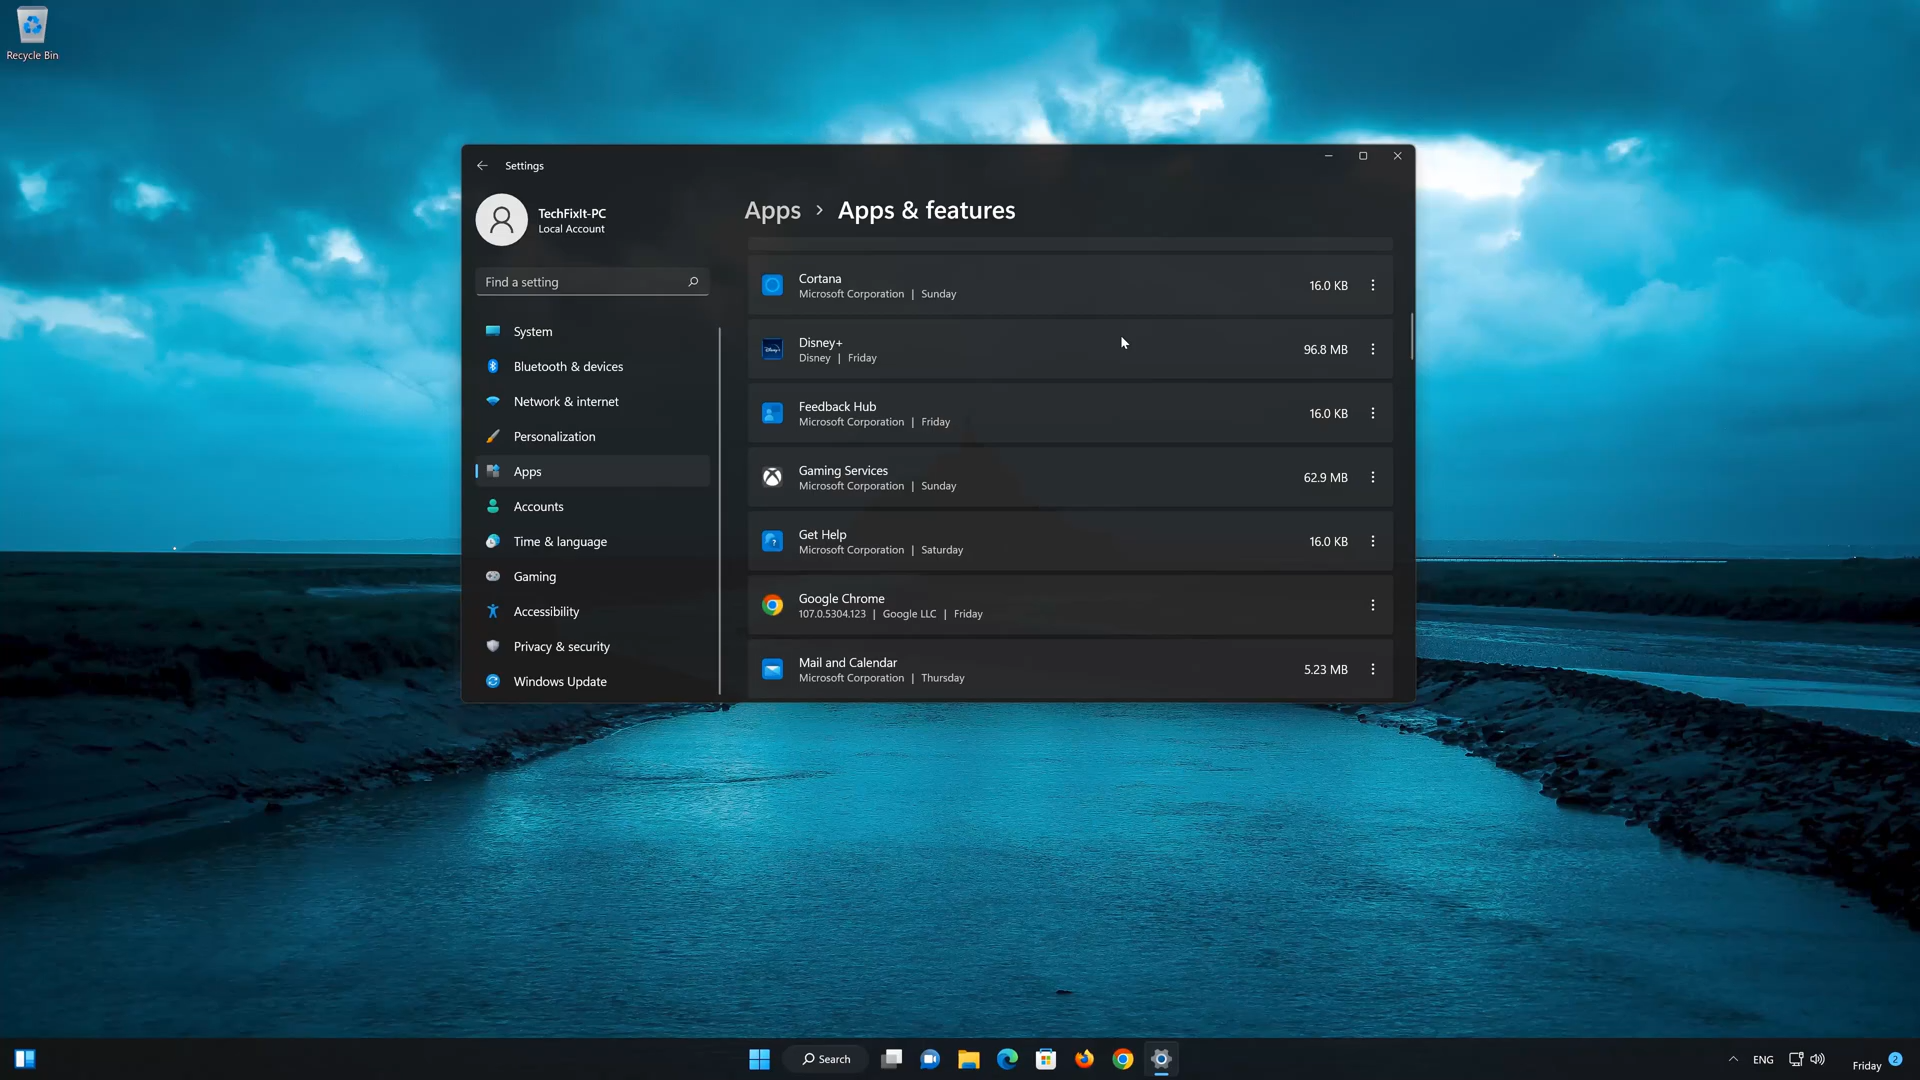 Recycle Bin
Settings
TechFixIt-PC
Local Account
Find a setting
System
Bluetooth & devices
Network & internet
Personalization
Apps
Accounts
Time & language
Gaming
Accessibility
Privacy & security
Windows Update
Apps > Apps & features
Cortana
Microsoft Corporation | Sunday
16.0 KB
Disney+
Disney | Friday
96.8 MB
Feedback Hub
Microsoft Corporation | Friday
16.0 KB
Gaming Services
Microsoft Corporation | Sunday
62.9 MB
Get Help
Microsoft Corporation | Saturday
16.0 KB
Google Chrome
107.0.5304.123 | Google LLC | Friday
Mail and Calendar
Microsoft Corporation | Thursday
5.23 MB
Search
ENG
Friday
2